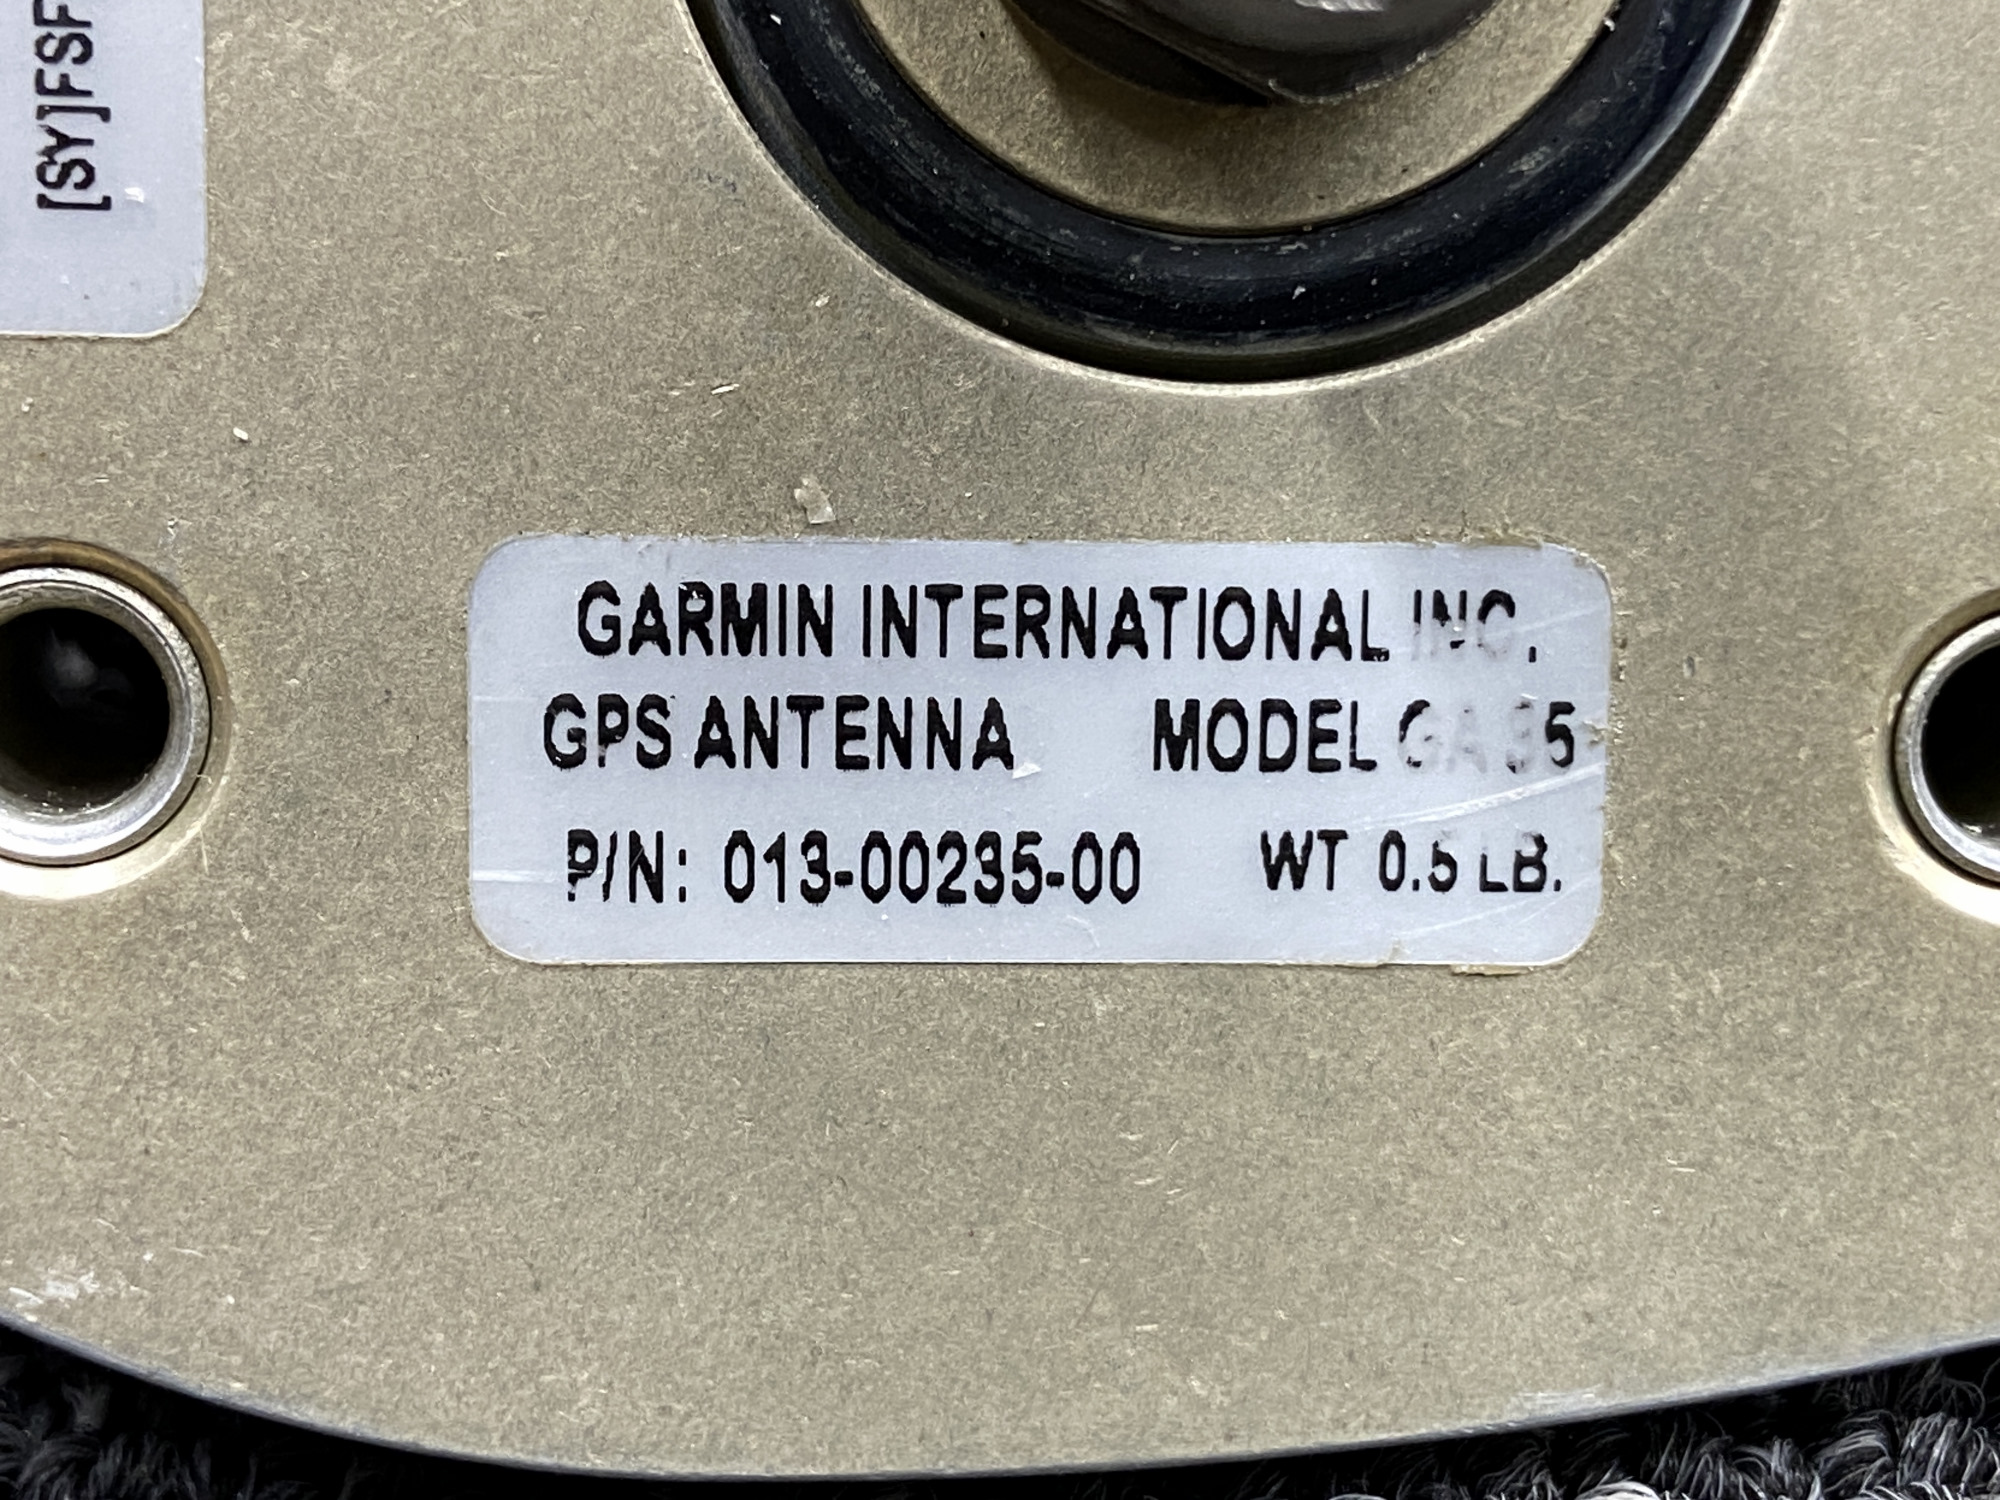 [SY]FSF
GARMIN INTERNATIONAL INC.
GPS ANTENNA MODEL GA 35
P/N: 013-00235-00 WT 0.5 LB.